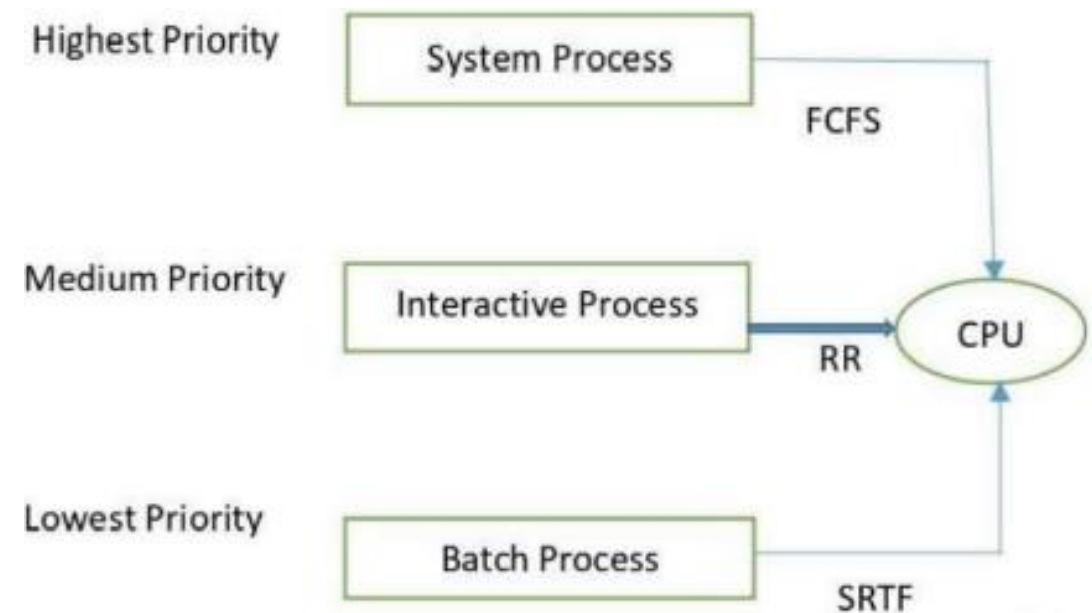 Highest Priority
System Process
FCFS
Medium Priority
Interactive Process
CPU
RR
Lowest Priority
Batch Process
SRTF